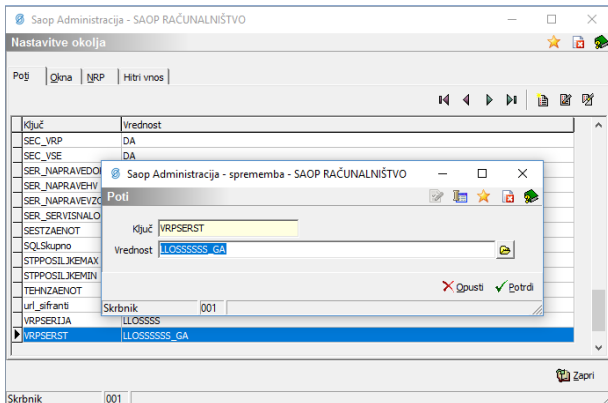 Saop Administracija - SAOP RAČUNALNIŠTVO
Nastavitve okolja
Poti Okna NRP Hitri vnos
Ključ Vrednost
SEC_VRP DA
SEC_VSE DA
SER_NAPRAVEDO
SER_NAPRAVEHV
SER_NAPRAVEVZO
SER_SERVISNALO
SESTZAENOT
SQLSkupno
STPPOSILJKEMAX
STPPOSILJKEMIN
TEHNZAENOT
url_sifranti
VRPSERIJA LLOSSSS
VRPSERST LLOSSSSSS_GA
Saop Administracija - sprememba - SAOP RAČUNALNIŠTVO
Poti
Ključ VRPSERST
Vrednost LLOSSSSSS_GA
Opusti Potrdi
Skrbnik 001
Zapri
Skrbnik 001